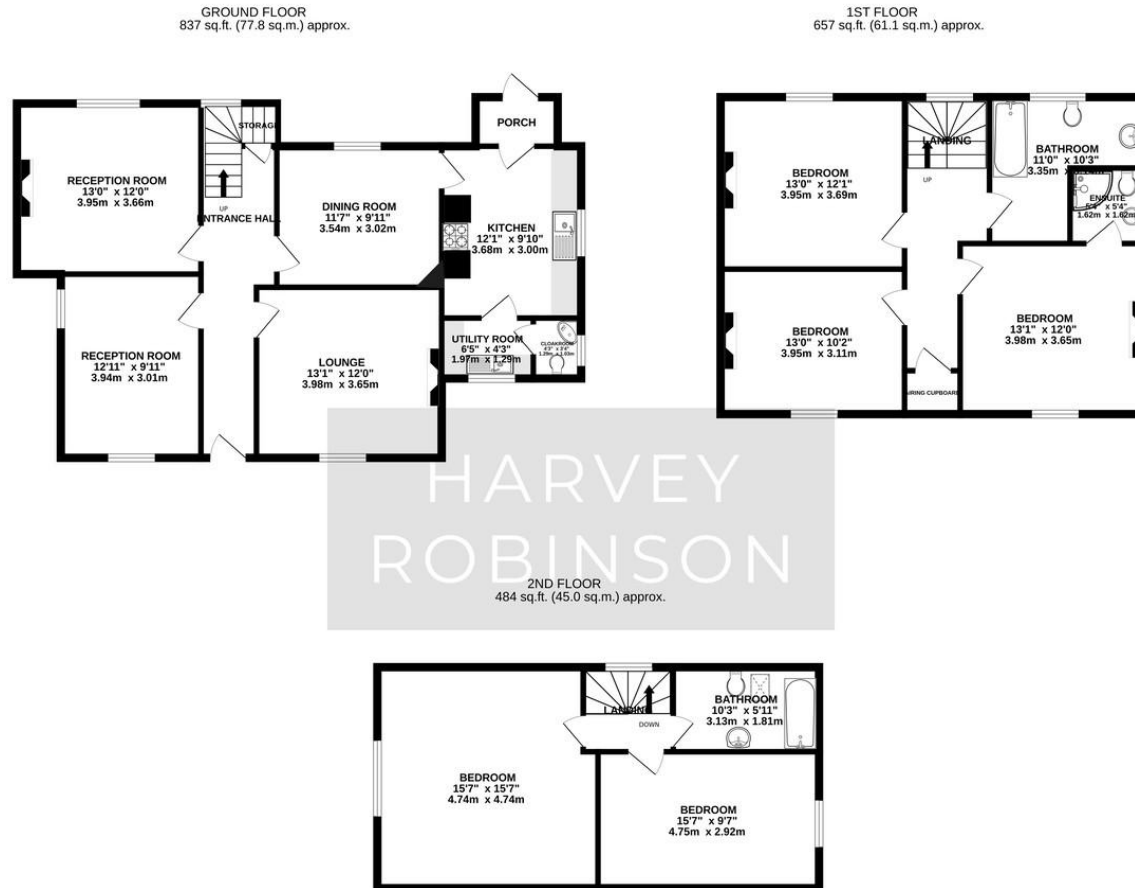 GROUND FLOOR
837 sq.ft. (77.8 sq.m.) approx.
1ST FLOOR
657 sq.ft. (61.1 sq.m.) approx.
STORAGE
PORCH
RECEPTION ROOM
13'0" x 12'0"
3.95m x 3.66m
UP
ENTRANCE HALL
DINING ROOM
11'7" x 9'11"
3.54m x 3.02m
KITCHEN
12'1" x 9'10"
3.68m x 3.00m
RECEPTION ROOM
12'11" x 9'11"
3.94m x 3.01m
LOUNGE
13'1" x 12'0"
3.98m x 3.65m
UTILITY ROOM
6'5" x 4'3"
1.97m x 1.29m
CLOAKROOM
LANDING
UP
BATHROOM
11'0" x 10'3"
3.35m x
ENSUITE
5'4" x 5'4"
1.62m x 1.62m
BEDROOM
13'0" x 12'1"
3.95m x 3.69m
BEDROOM
13'0" x 10'2"
3.95m x 3.11m
BEDROOM
13'1" x 12'0"
3.98m x 3.65m
AIRING CUPBOARD
HARVEY
ROBINSON
2ND FLOOR
484 sq.ft. (45.0 sq.m.) approx.
LANDING
DOWN
BATHROOM
10'3" x 5'11"
3.13m x 1.81m
BEDROOM
15'7" x 15'7"
4.74m x 4.74m
BEDROOM
15'7" x 9'7"
4.75m x 2.92m